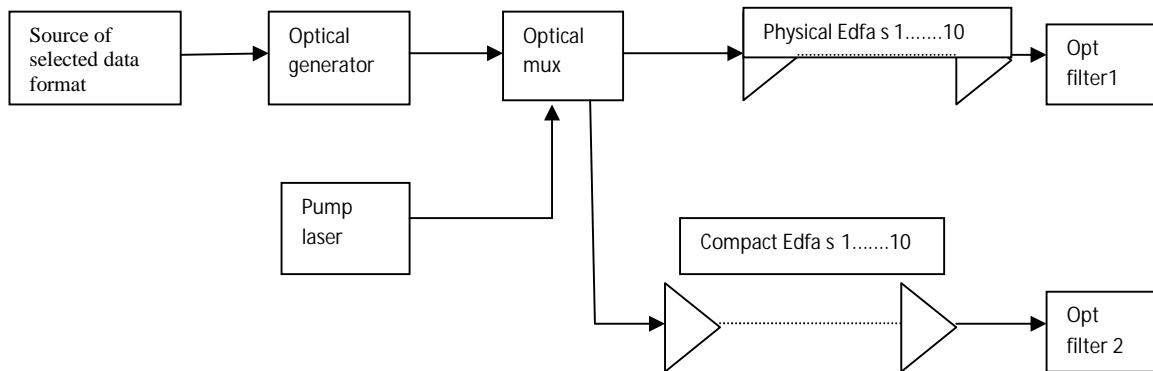 Source of
selected data
format
Optical
generator
Optical
mux
Physical Edfa s 1.......10
Opt
filter1
Pump
laser
Compact Edfa s 1.......10
Opt
filter 2